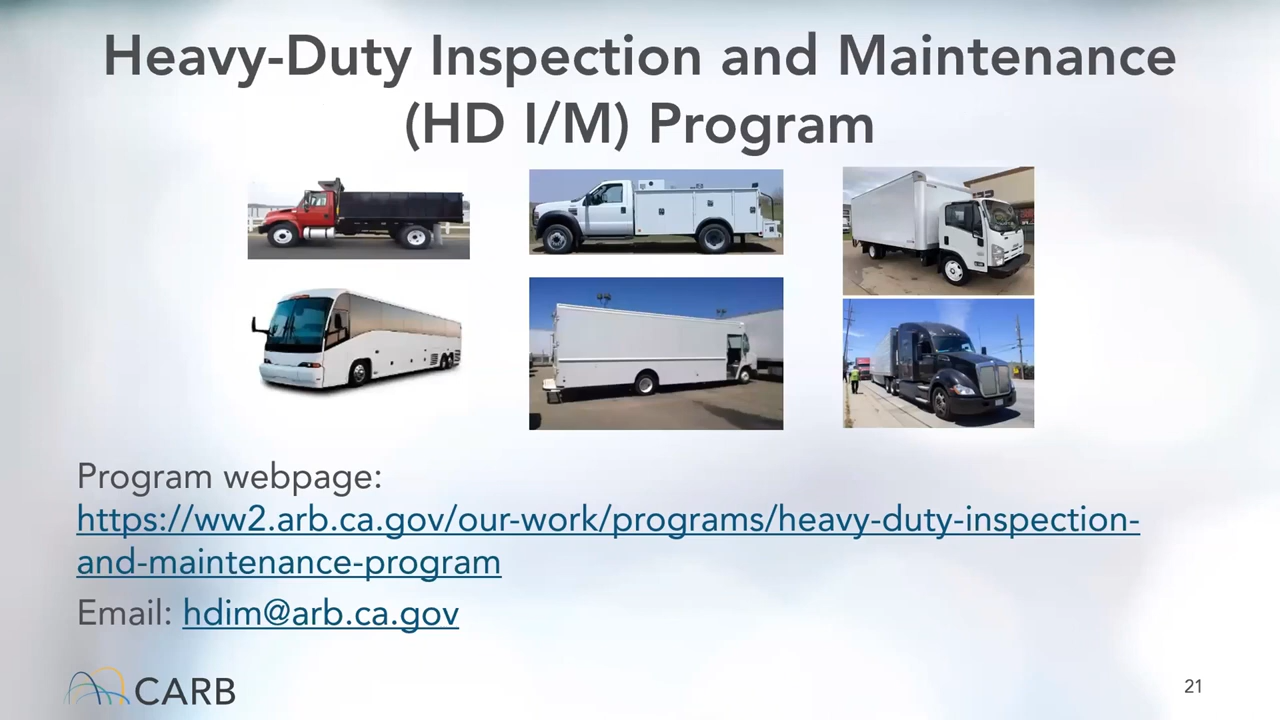 Heavy-Duty Inspection and Maintenance
(HD I/M) Program
Program webpage:
https://ww2.arb.ca.gov/our-work/programs/heavy-duty-inspection-
and-maintenance-program
Email: hdim@arb.ca.gov
CARB
21